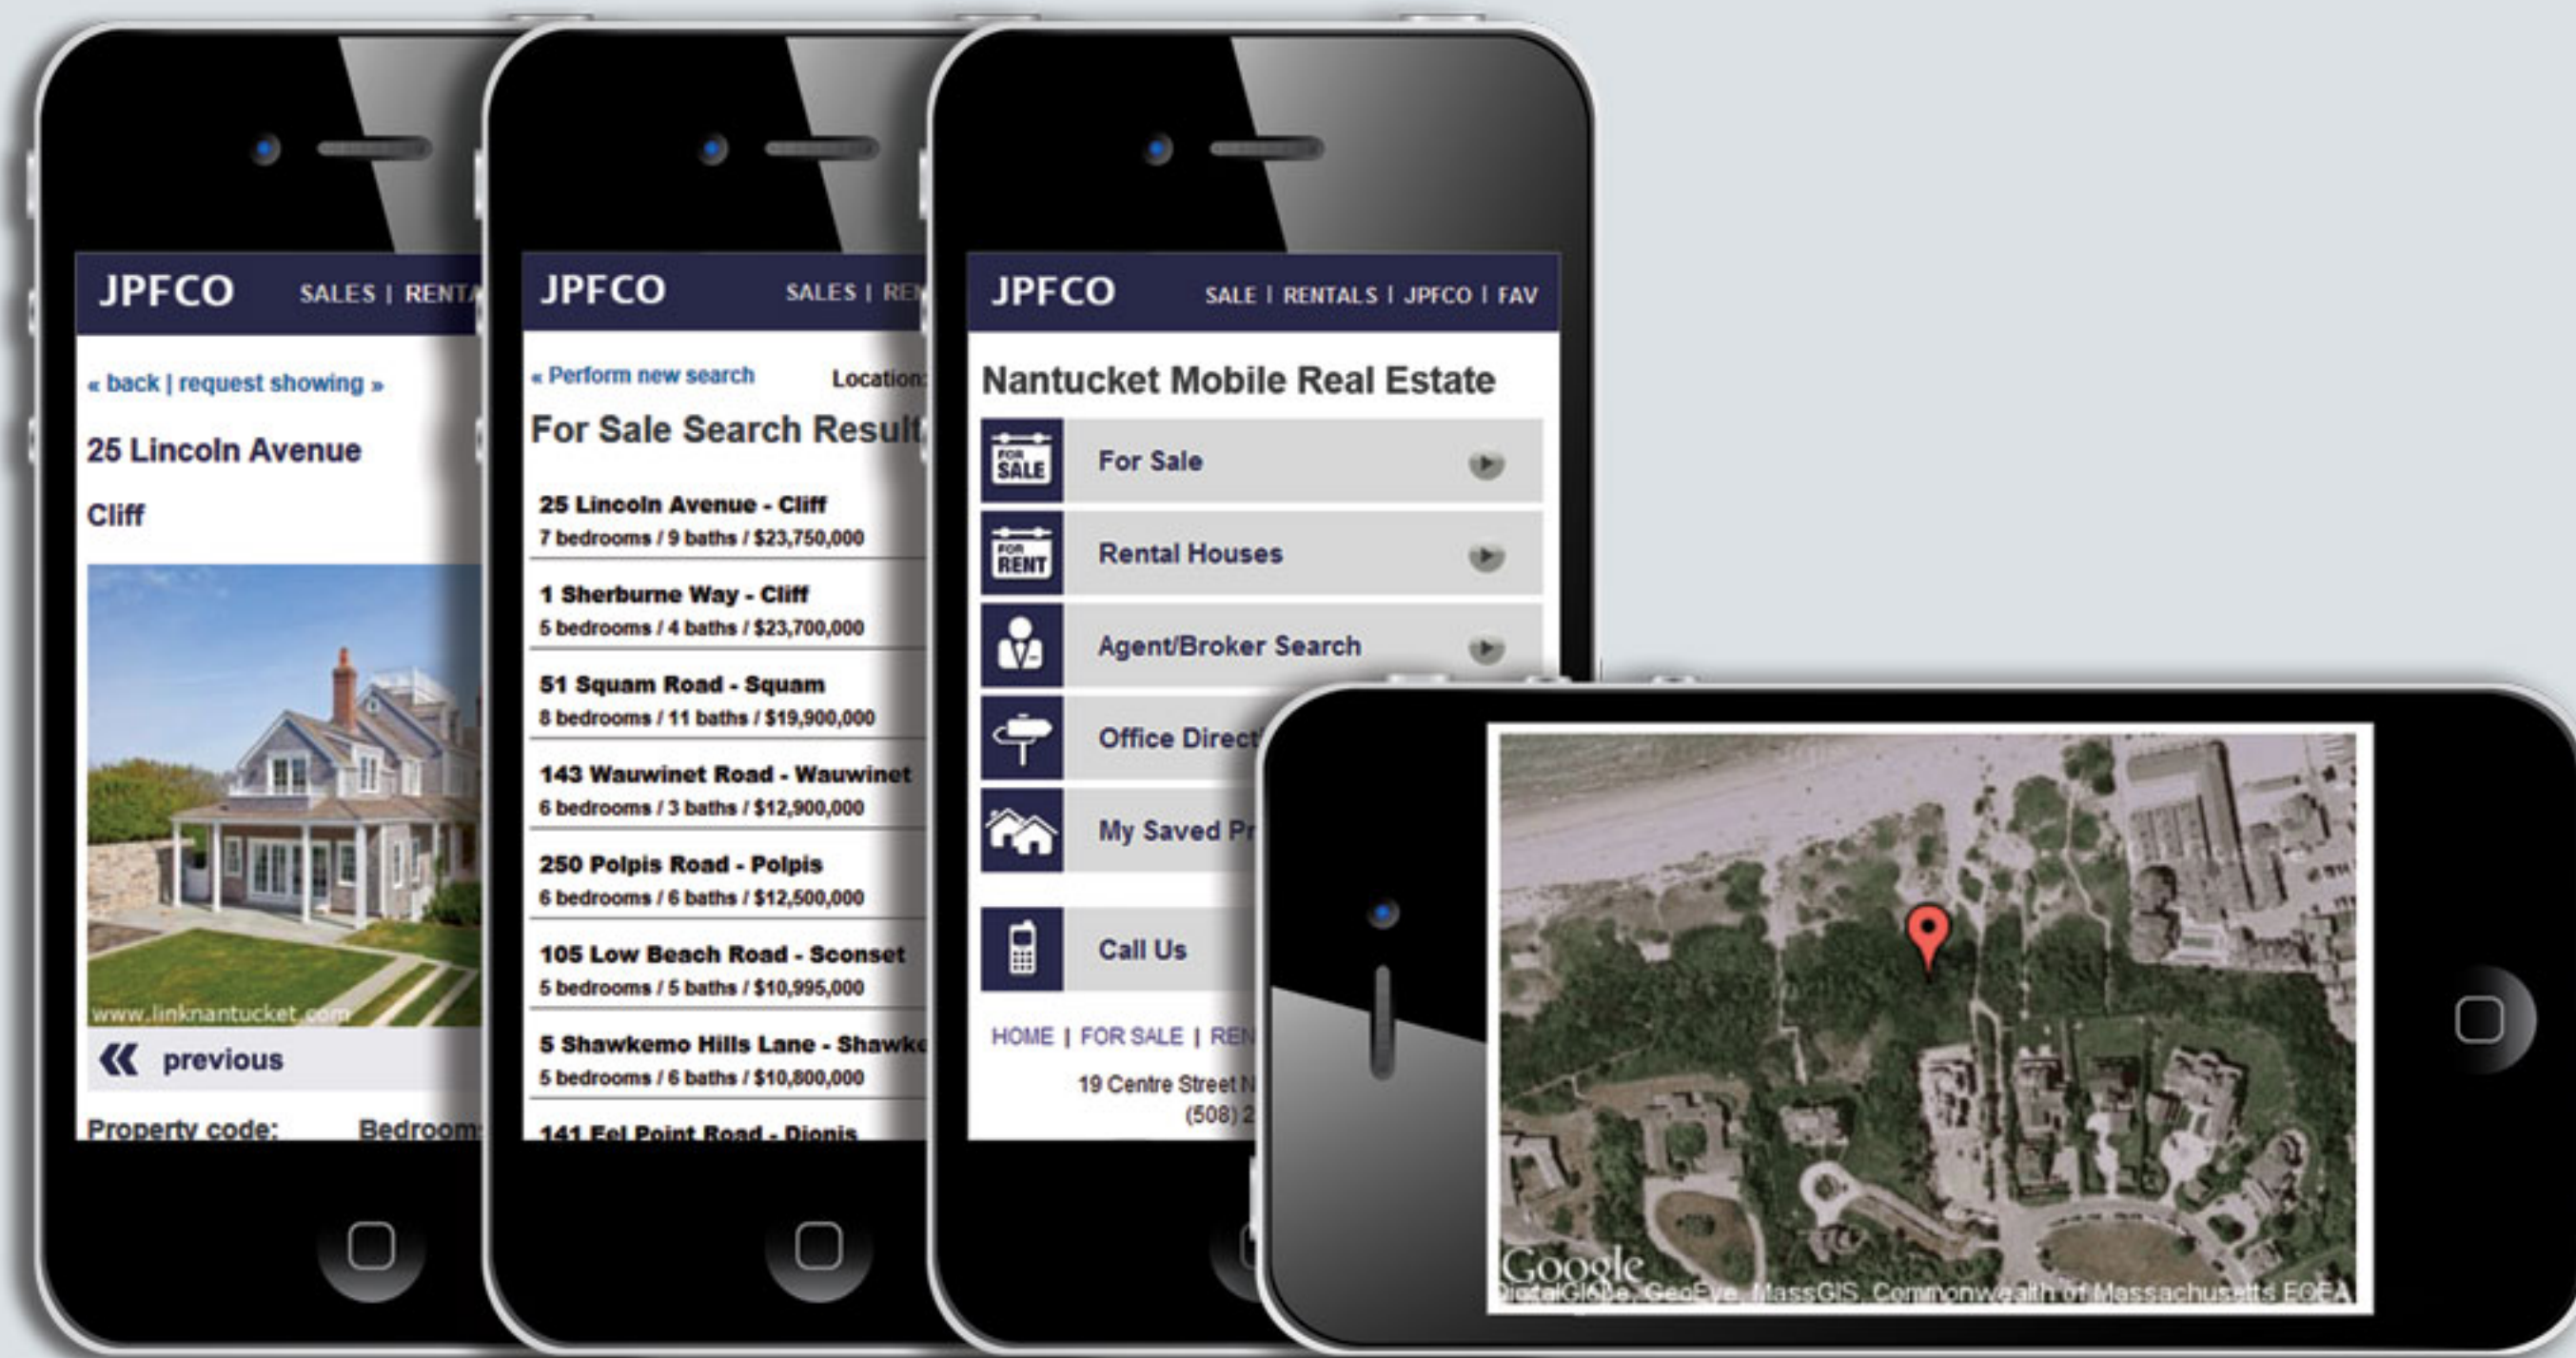 JPFCO SALES |
« back | request showing »
25 Lincoln Avenue
Cliff
www.linknantucket.com
previous
Property code:
JPFCO SALES |
« Perform new search Location:
For Sale Search
25 Lincoln Avenue - Cliff
7 bedrooms / 9 baths / $23,750,000
1 Sherburne Way - Cliff
5 bedrooms / 4 baths / $23,700,000
51 Squam Road - Squam
8 bedrooms / 11 baths / $19,900,000
143 Wauwinet Road - Wauwinet
6 bedrooms / 3 baths / $12,900,000
250 Polpis Road - Polpis
6 bedrooms / 6 baths / $12,500,000
105 Low Beach Road - Sconset
5 bedrooms / 5 baths / $10,995,000
5 Shawkemo Hills Lane -
5 bedrooms / 6 baths / $10,800,000
141 Eel Point Road - Dionis
JPFCO SALE | RENTALS | JPFCO | FAV
Nantucket Mobile Real Estate
FOR SALE For Sale
FOR RENT Rental Houses
Agent/Broker Search
Office
My Saved
Call Us
HOME | FOR SALE |
19 Centre Street
(508)
Google
DigitalGlobe, GeoEye, MassGIS, Commonwealth of Massachusetts EOEA